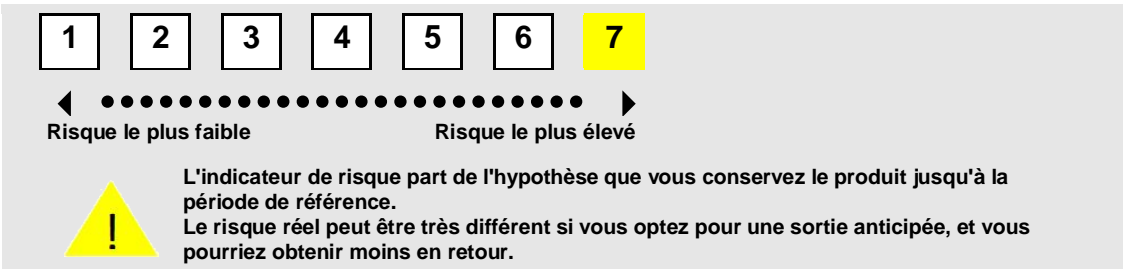 1 2 3 4 5 6 7
Risque le plus faible Risque le plus élevé
L'indicateur de risque part de l'hypothèse que vous conservez le produit jusqu'à la
période de référence.
Le risque réel peut être très différent si vous optez pour une sortie anticipée, et vous
pourriez obtenir moins en retour.
!